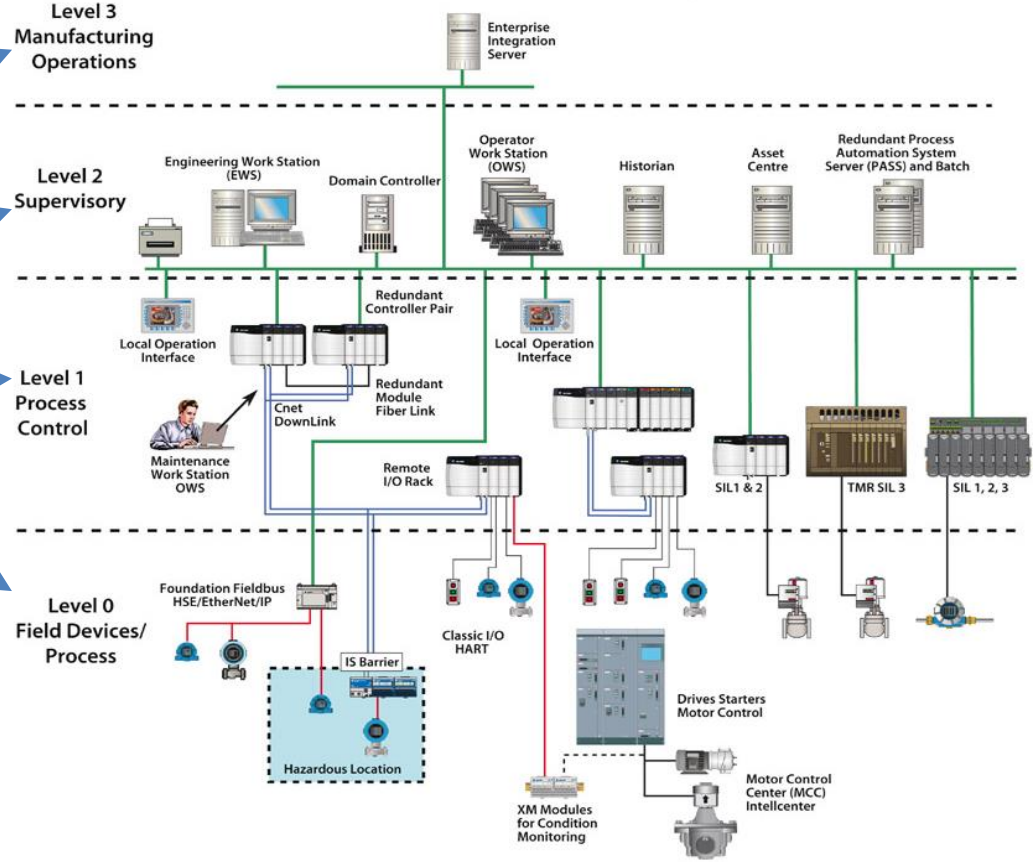 Level 3
Manufacturing
Operations
Enterprise
Integration
Server
Level 2
Supervisory
Engineering Work Station
(EWS)
Domain Controller
Operator
Work Station
(OWS)
Historian
Asset
Centre
Redundant Process
Automation System
Server (PASS) and Batch
Level 1
Process
Control
Local Operation
Interface
Redundant
Controller Pair
Redundant
Module
Fiber Link
Cnet
DownLink
Maintenance
Work Station
OWS
Local Operation
Interface
Remote
I/O Rack
SIL1 & 2
TMR SIL 3
SIL 1, 2, 3
Level 0
Field Devices/
Process
Foundation Fieldbus
HSE/EtherNet/IP
IS Barrier
Hazardous Location
Classic I/O
HART
Drives Starters
Motor Control
XM Modules
for Condition
Monitoring
Motor Control
Center (MCC)
Intellcenter